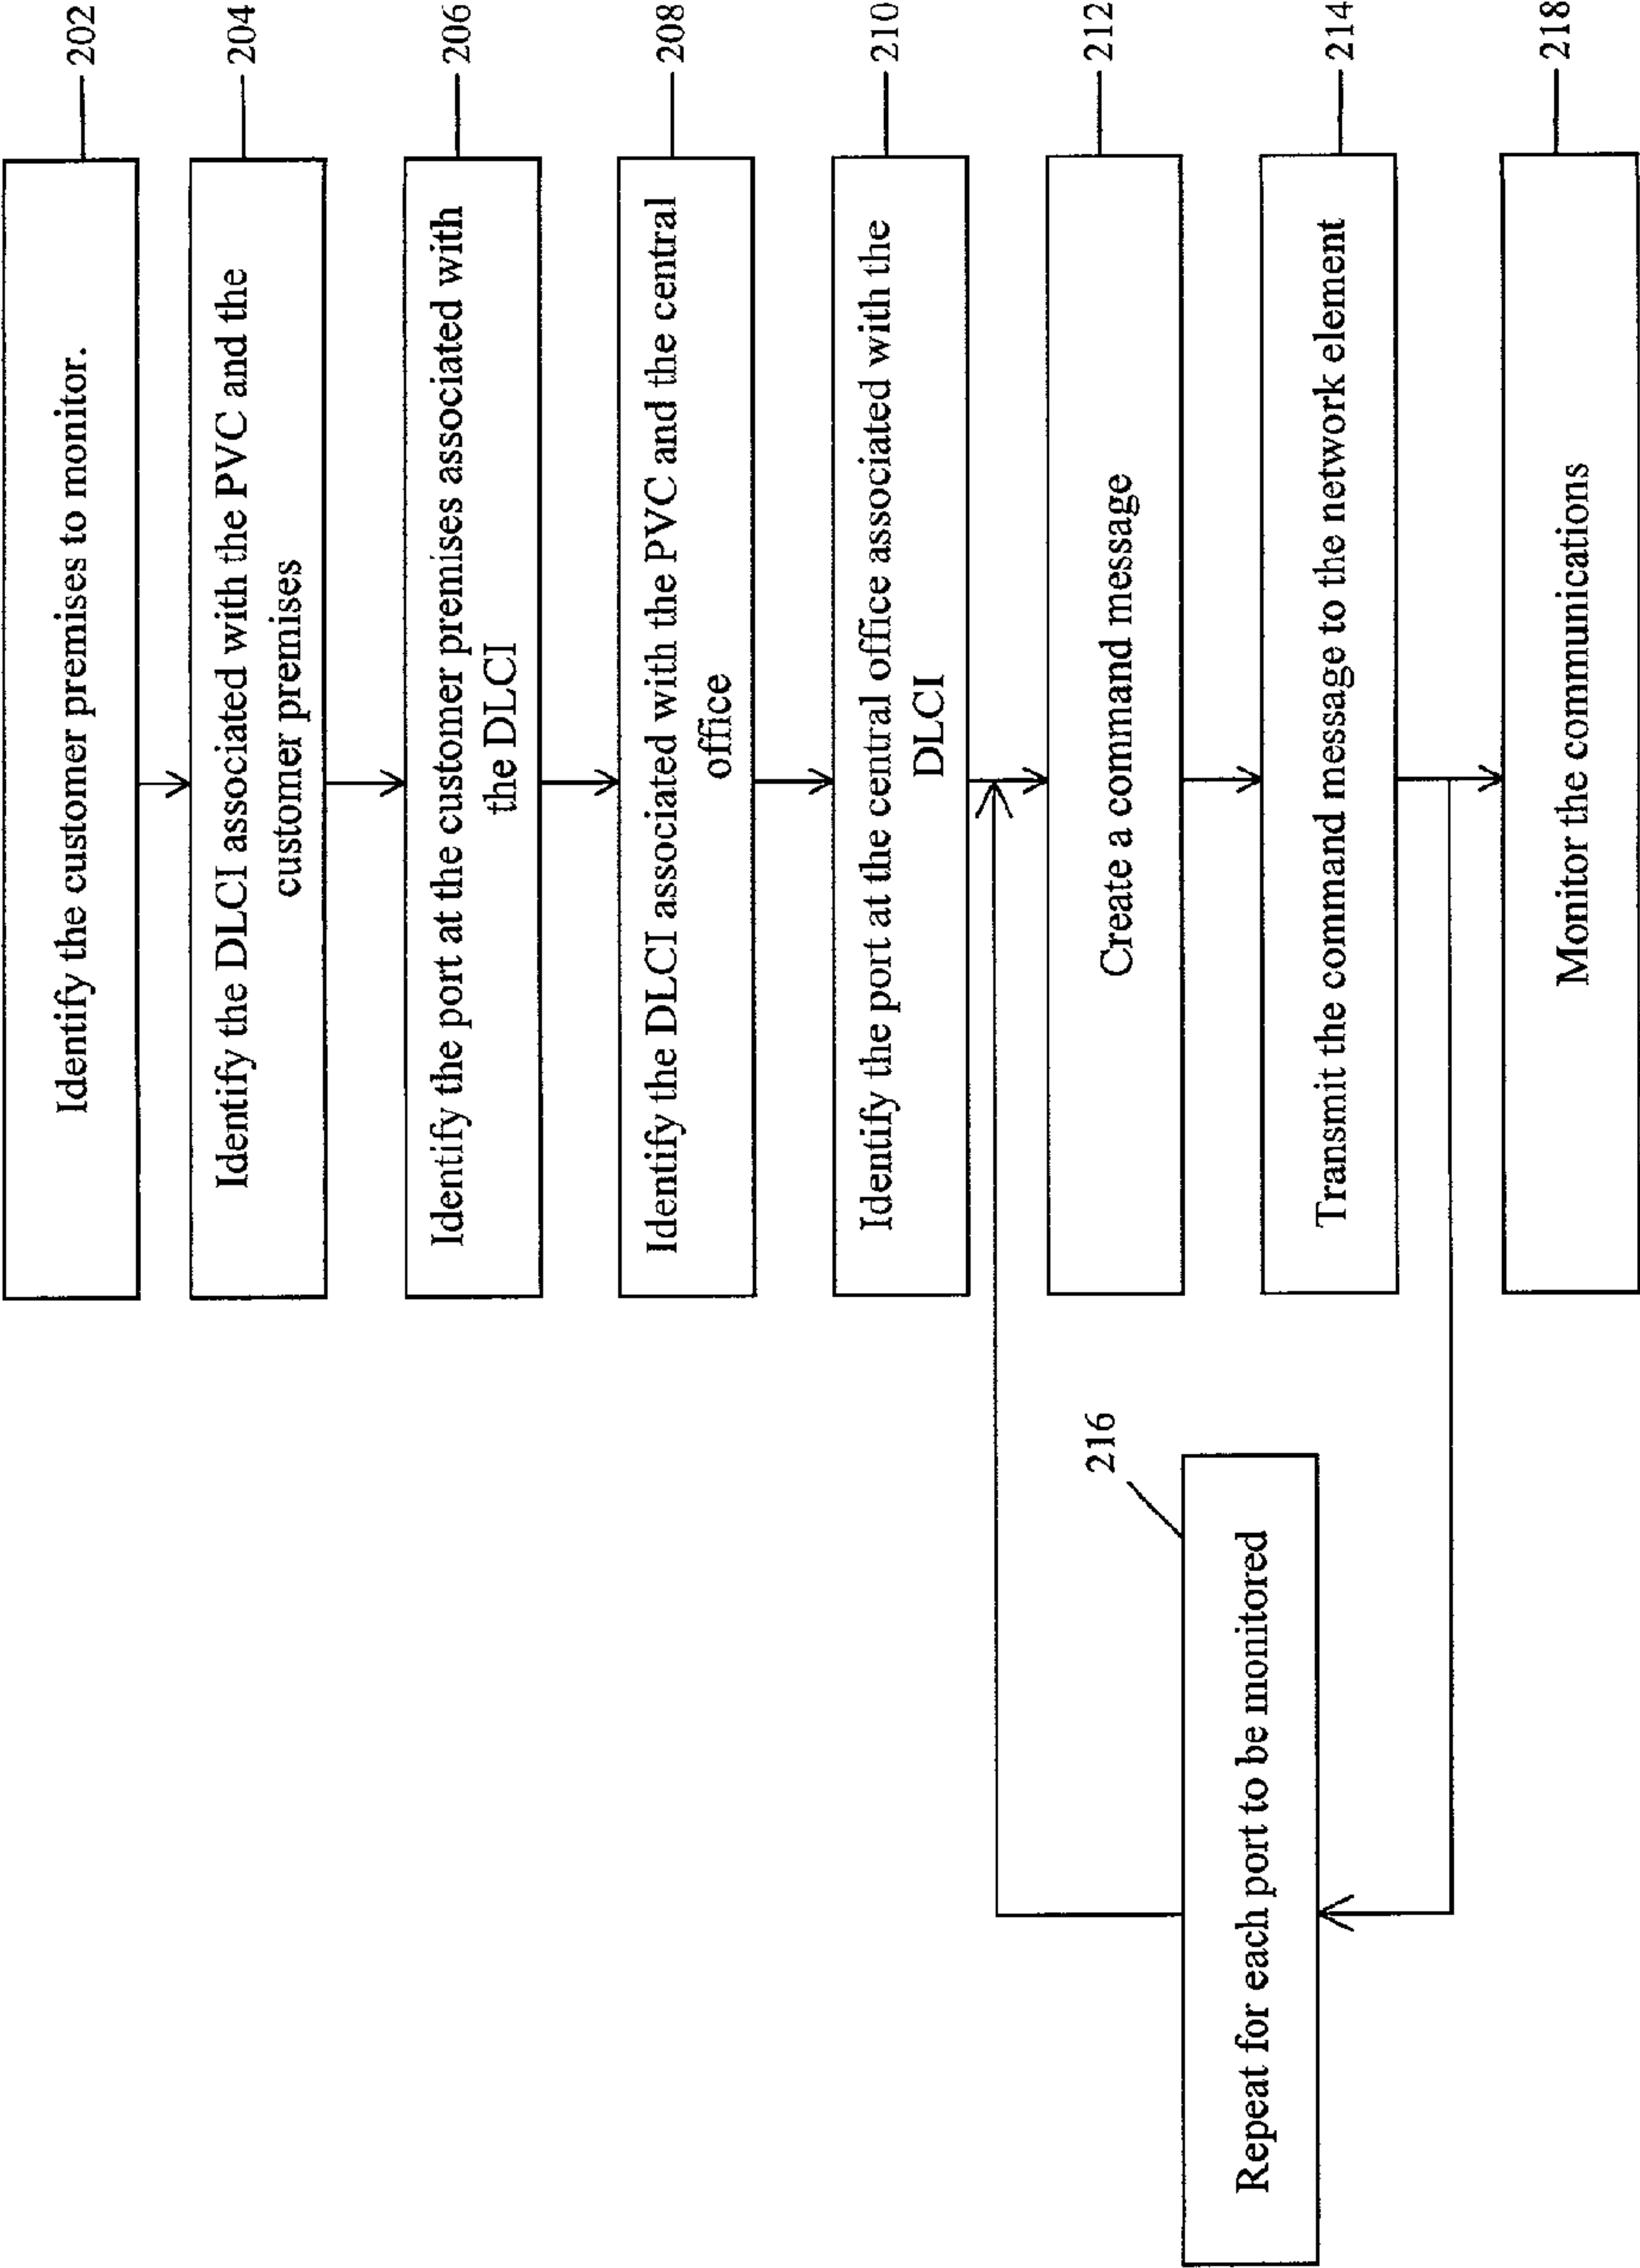 Identify the customer premises to monitor.
202
Identify the DLCI associated with the PVC and the
customer premises
204
Identify the port at the customer premises associated with
the DLCI
206
Identify the DLCI associated with the PVC and the central
office
208
Identify the port at the central office associated with the
DLCI
210
Create a command message
212
Transmit the command message to the network element
214
Repeat for each port to be monitored
216
Monitor the communications
218